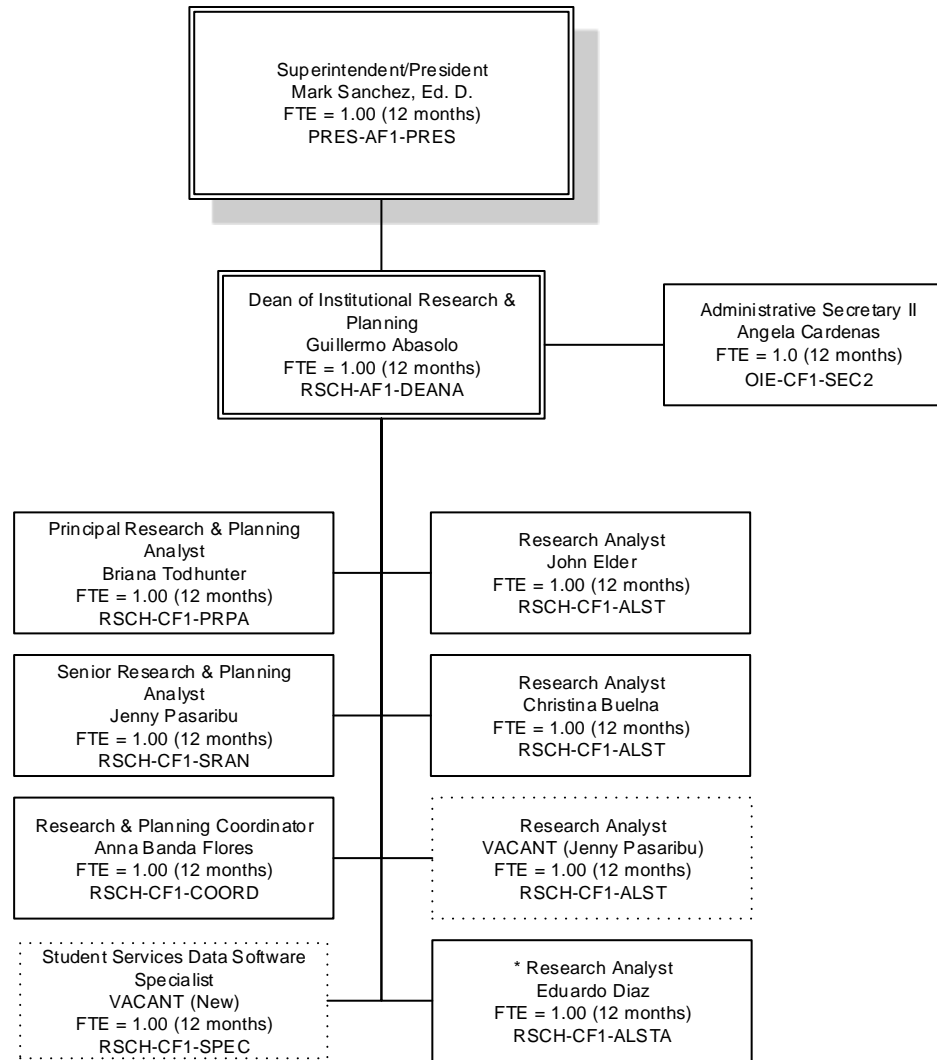 Superintendent/President
Mark Sanchez, Ed. D.
FTE = 1.00 (12 months)
PRES-AF1-PRES
Dean of Institutional Research &
Planning
Guillermo Abasolo
FTE = 1.00 (12 months)
RSCH-AF1-DEANA
Administrative Secretary II
Angela Cardenas
FTE = 1.0 (12 months)
OIE-CF1-SEC2
Principal Research & Planning
Analyst
Briana Todhunter
FTE = 1.00 (12 months)
RSCH-CF1-PRPA
Research Analyst
John Elder
FTE = 1.00 (12 months)
RSCH-CF1-ALST
Senior Research & Planning
Analyst
Jenny Pasaribu
FTE = 1.00 (12 months)
RSCH-CF1-SRAN
Research Analyst
Christina Buelna
FTE = 1.00 (12 months)
RSCH-CF1-ALST
Research & Planning Coordinator
Anna Banda Flores
FTE = 1.00 (12 months)
RSCH-CF1-COORD
Research Analyst
VACANT (Jenny Pasaribu)
FTE = 1.00 (12 months)
RSCH-CF1-ALST
Student Services Data Software
Specialist
VACANT (New)
FTE = 1.00 (12 months)
RSCH-CF1-SPEC
* Research Analyst
Eduardo Diaz
FTE = 1.00 (12 months)
RSCH-CF1-ALSTA